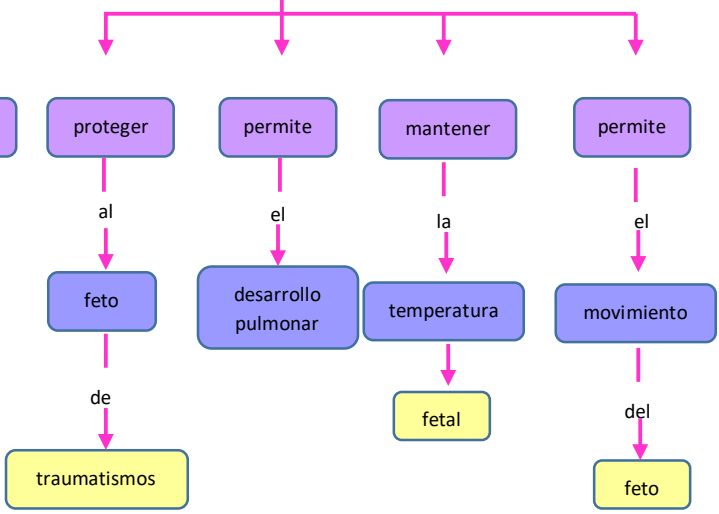 proteger
permite
mantener
permite
al
el
la
el
feto
desarrollo
pulmonar
temperatura
movimiento
de
fetal
del
traumatismos
feto